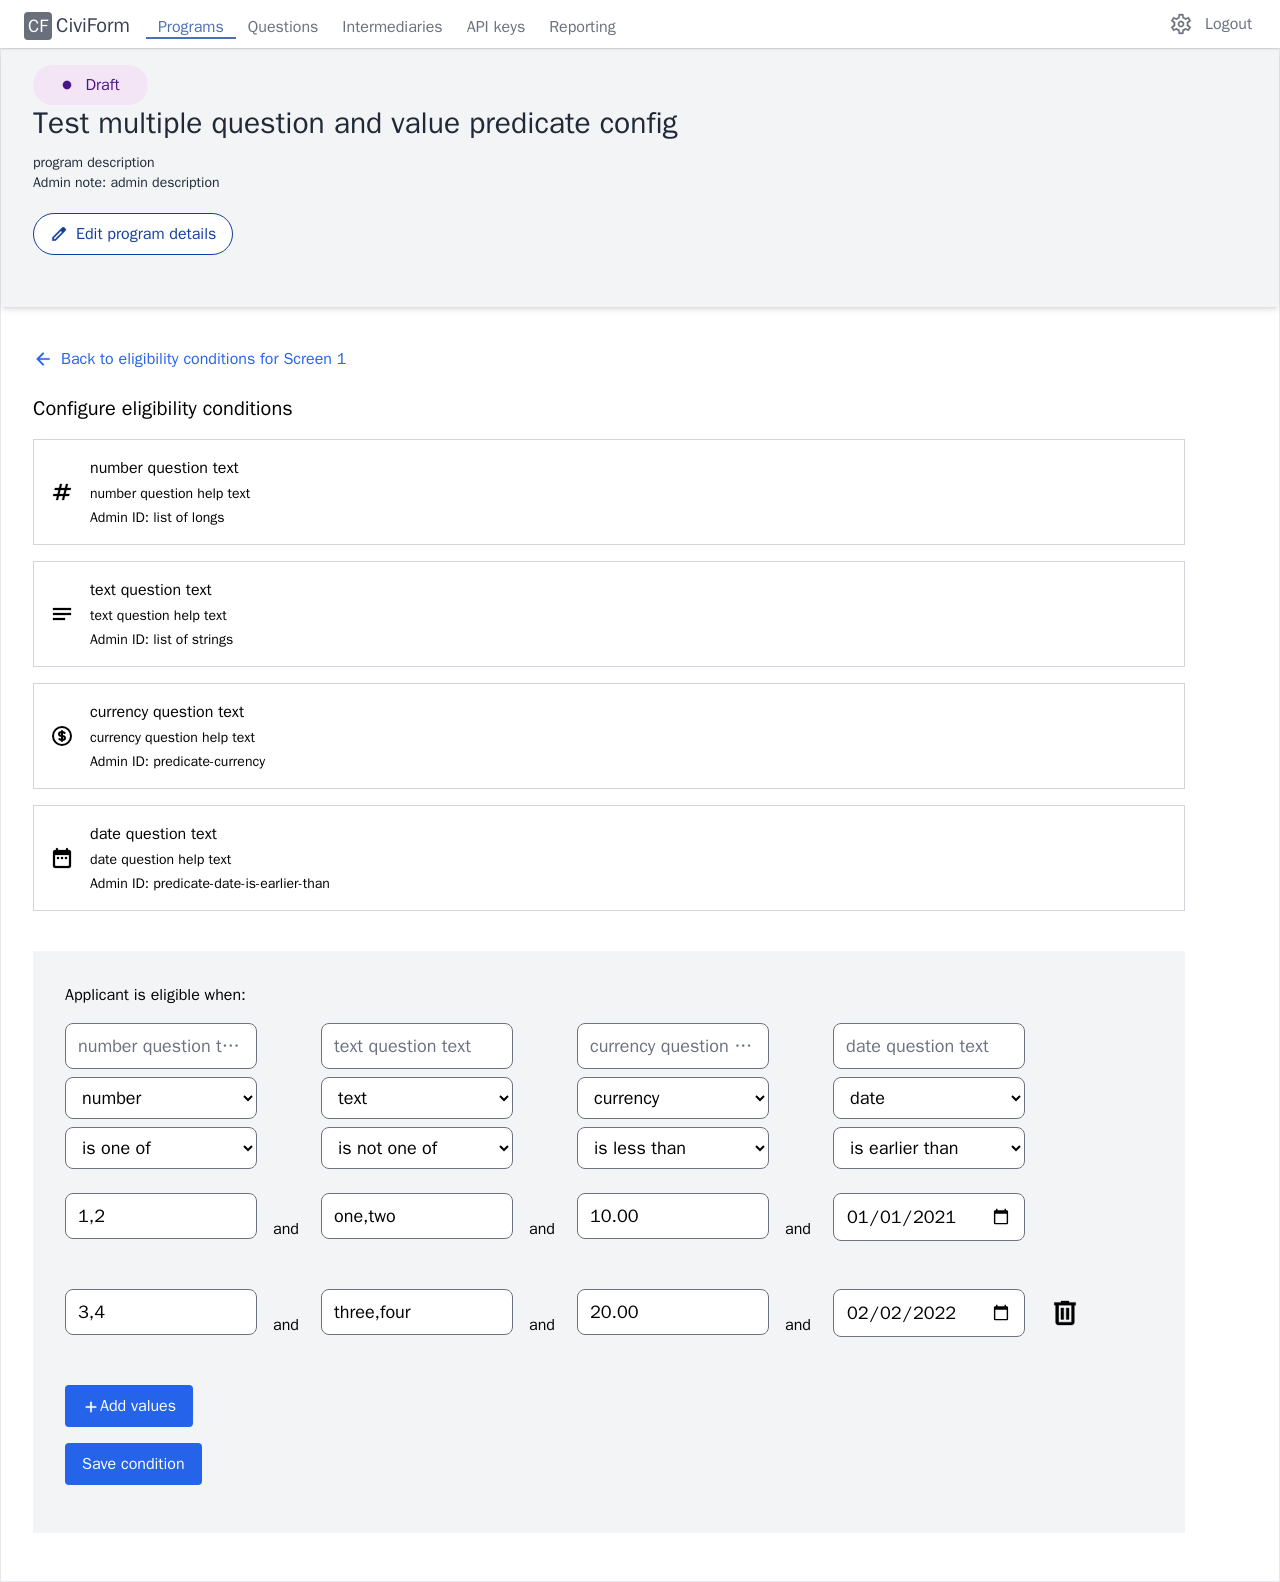 CF CiviForm Programs Questions Intermediaries API keys Reporting Logout
Draft
Test multiple question and value predicate config
program description
Admin note: admin description
Edit program details
Back to eligibility conditions for Screen 1
Configure eligibility conditions
number question text
number question help text
Admin ID: list of longs
text question text
text question help text
Admin ID: list of strings
currency question text
currency question help text
Admin ID: predicate-currency
date question text
date question help text
Admin ID: predicate-date-is-earlier-than
Applicant is eligible when:
number question t… text question text currency question … date question text
number text currency date
is one of is not one of is less than is earlier than
1,2 and one,two and 10.00 and 01/01/2021
3,4 and three,four and 20.00 and 02/02/2022
+Add values
Save condition